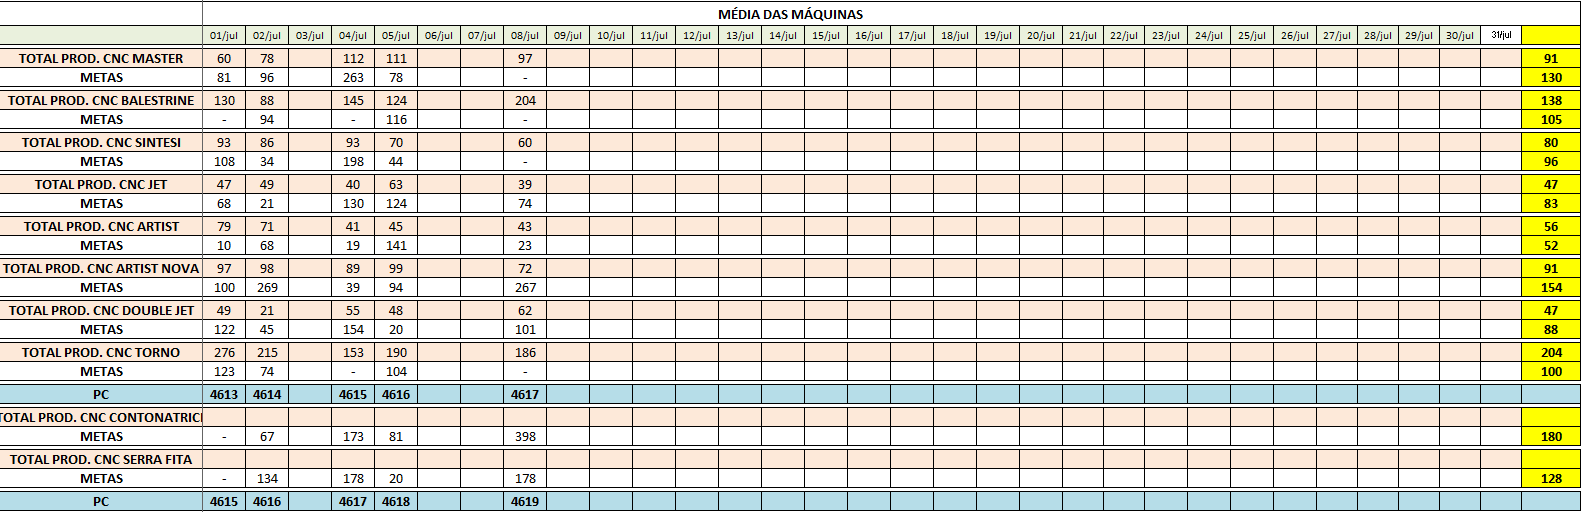 MÉDIA DAS MÁQUINAS
01/jul 02/jul 03/jul 04/jul 05/jul 06/jul 07/jul 08/jul 09/jul 10/jul 11/jul 12/jul 13/jul 14/jul 15/jul 16/jul 17/jul 18/jul 19/jul 20/jul 21/jul 22/jul 23/jul 24/jul 25/jul 26/jul 27/jul 28/jul 29/jul 30/jul 31/jul
TOTAL PROD. CNC MASTER 60 78 112 111 97 91
METAS 81 96 263 78 - 130
TOTAL PROD. CNC BALESTRINE 130 88 145 124 204 138
METAS - 94 - 116 - 105
TOTAL PROD. CNC SINTESI 93 86 93 70 60 80
METAS 108 34 198 44 - 96
TOTAL PROD. CNC JET 47 49 40 63 39 47
METAS 68 21 130 124 74 83
TOTAL PROD. CNC ARTIST 79 71 41 45 43 56
METAS 10 68 19 141 23 52
TOTAL PROD. CNC ARTIST NOVA 97 98 89 99 72 91
METAS 100 269 39 94 267 154
TOTAL PROD. CNC DOUBLE JET 49 21 55 48 62 47
METAS 122 45 154 20 101 88
TOTAL PROD. CNC TORNO 276 215 153 190 186 204
METAS 123 74 - 104 - 100
PC 4613 4614 4615 4616 4617
TOTAL PROD. CNC CONTONATRICI
METAS - 67 173 81 398 180
TOTAL PROD. CNC SERRA FITA
METAS - 134 178 20 178 128
PC 4615 4616 4617 4618 4619